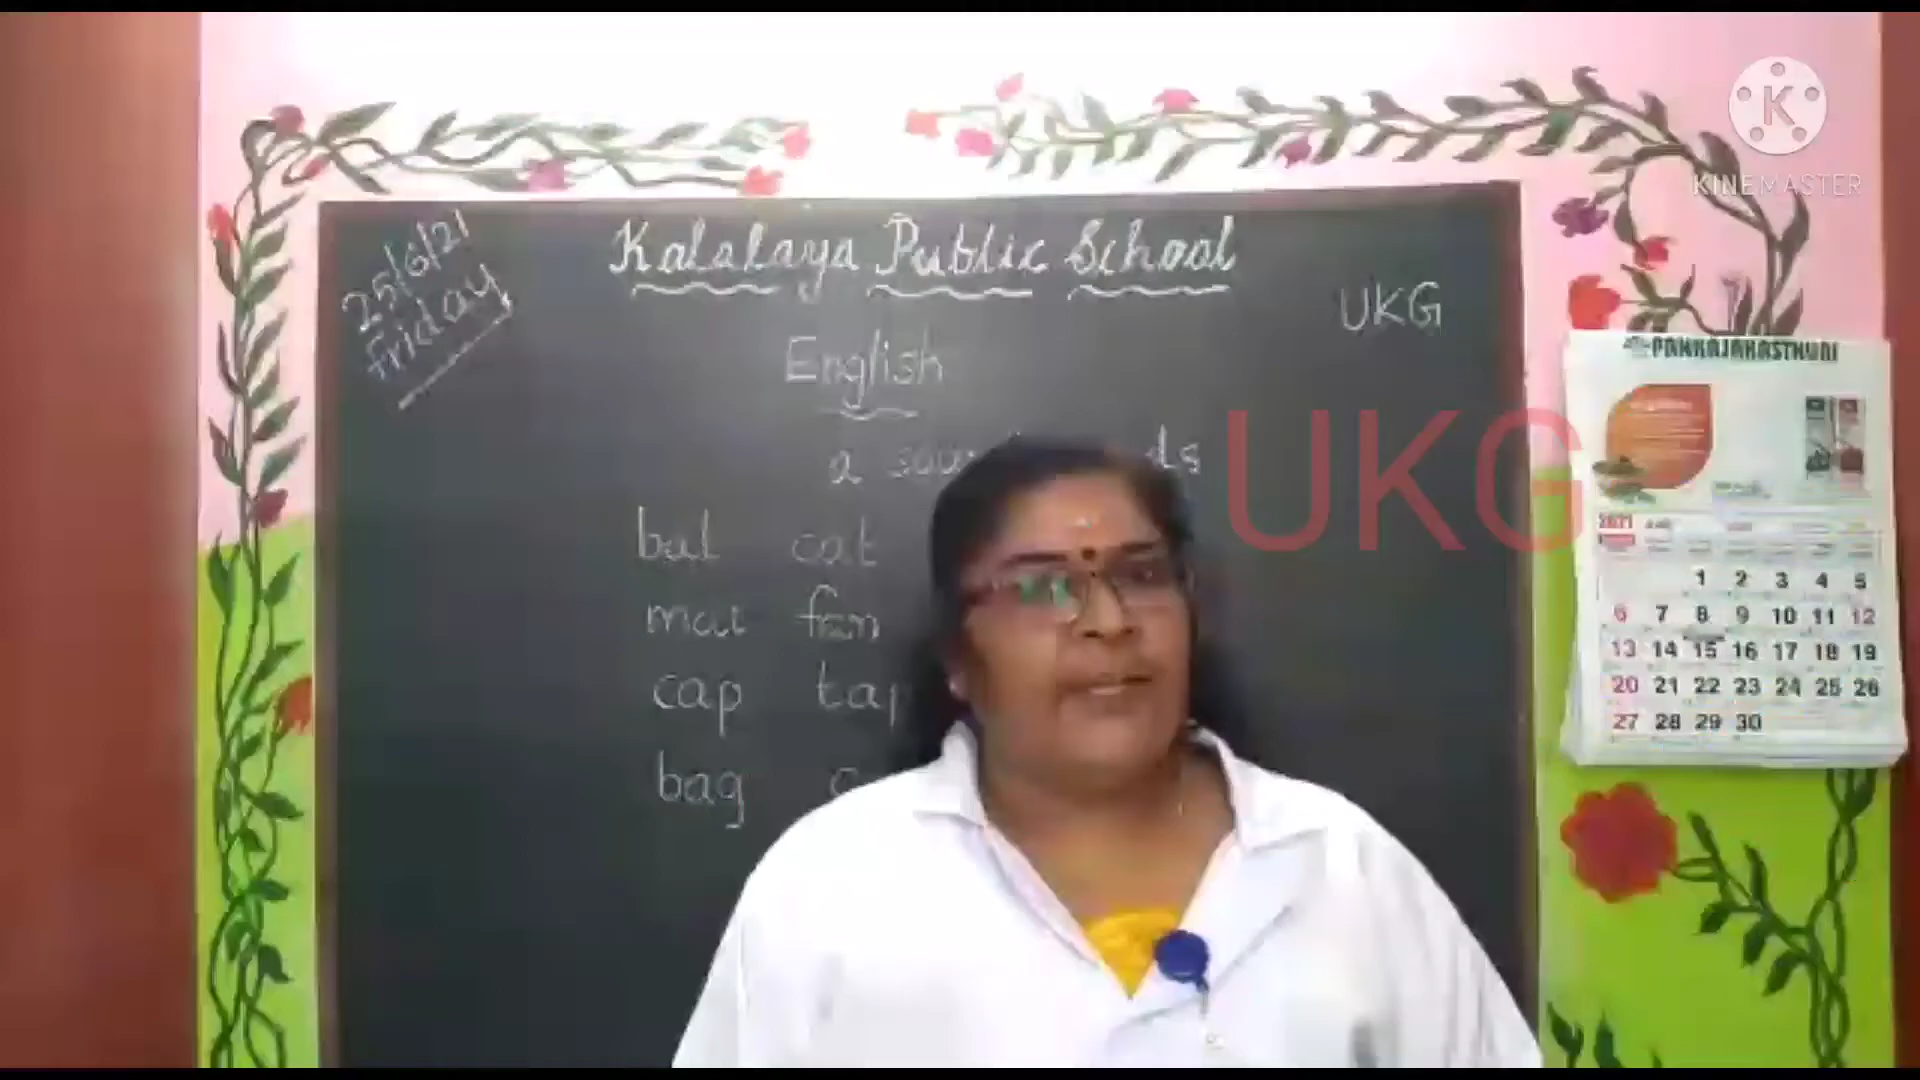 25/6/21
Friday
Kalalaya Public School
UKG
English
a
bat cat
mat fan
cap tap
bag
UKG
KINEMASTER
PANKAJAKASTHURI
2021
1 2 3 4 5
6 7 8 9 10 11 12
13 14 15 16 17 18 19
20 21 22 23 24 25 26
27 28 29 30